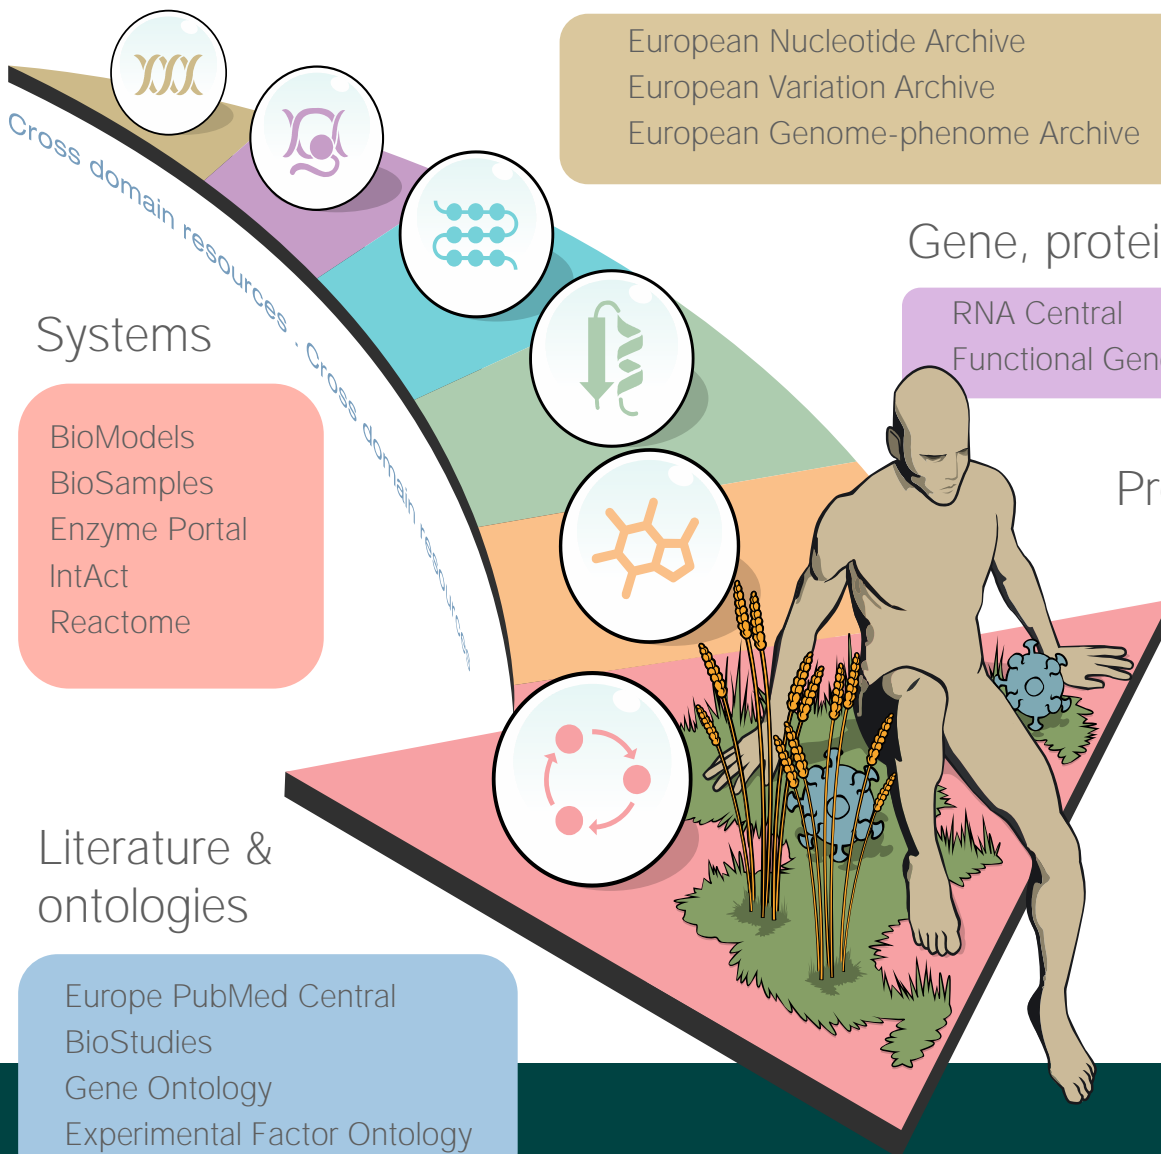 European Nucleotide Archive
European Variation Archive
European Genome-phenome Archive
Cross domain resources - Cross domain resources
Gene, protei
RNA Central
Functional Gen
Systems
BioModels
BioSamples
Enzyme Portal
IntAct
Reactome
Pr
Literature &
ontologies
Europe PubMed Central
BioStudies
Gene Ontology
Experimental Factor Ontology